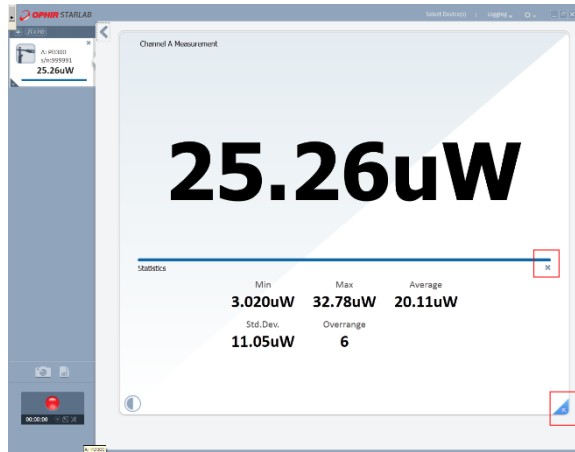 OPHIR STARLAB
Select Device(s)
Logging
A: P0300
s/n:999991
25.26uW
Channel A Measurement
25.26uW
Statistics
Min
Max
Average
3.020uW
32.78uW
20.11uW
Std.Dev.
Overrange
11.05uW
6
00:00:00